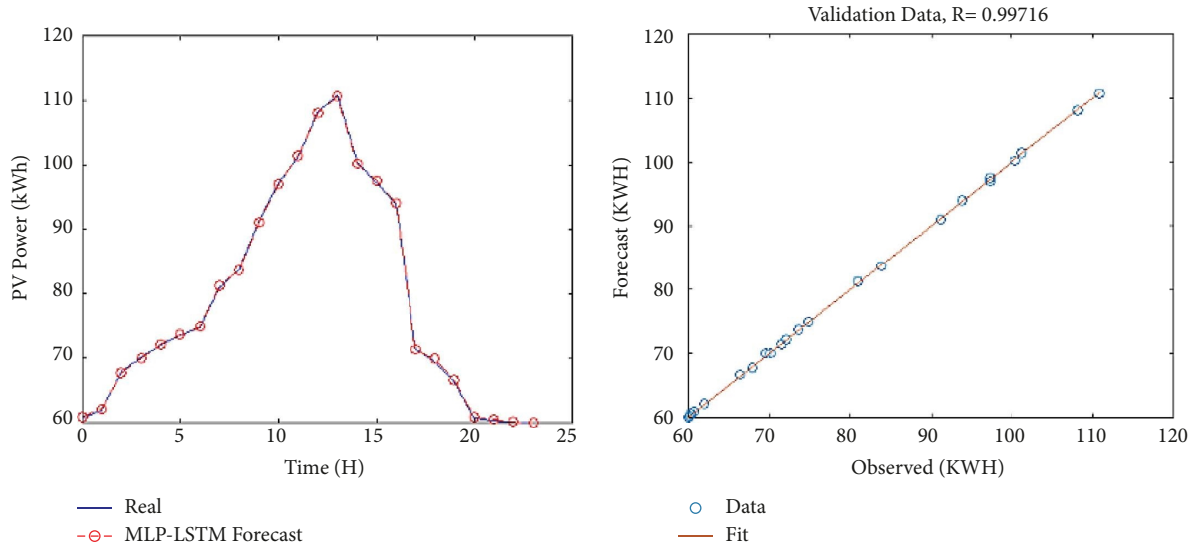 120
110
100
90
80
70
60
PV Power (kWh)
0 5 10 15 20 25
Time (H)
Real
MLP-LSTM Forecast
Validation Data, R= 0.99716
120
110
100
90
80
70
60
Forecast (KWH)
60 70 80 90 100 110 120
Observed (KWH)
Data
Fit